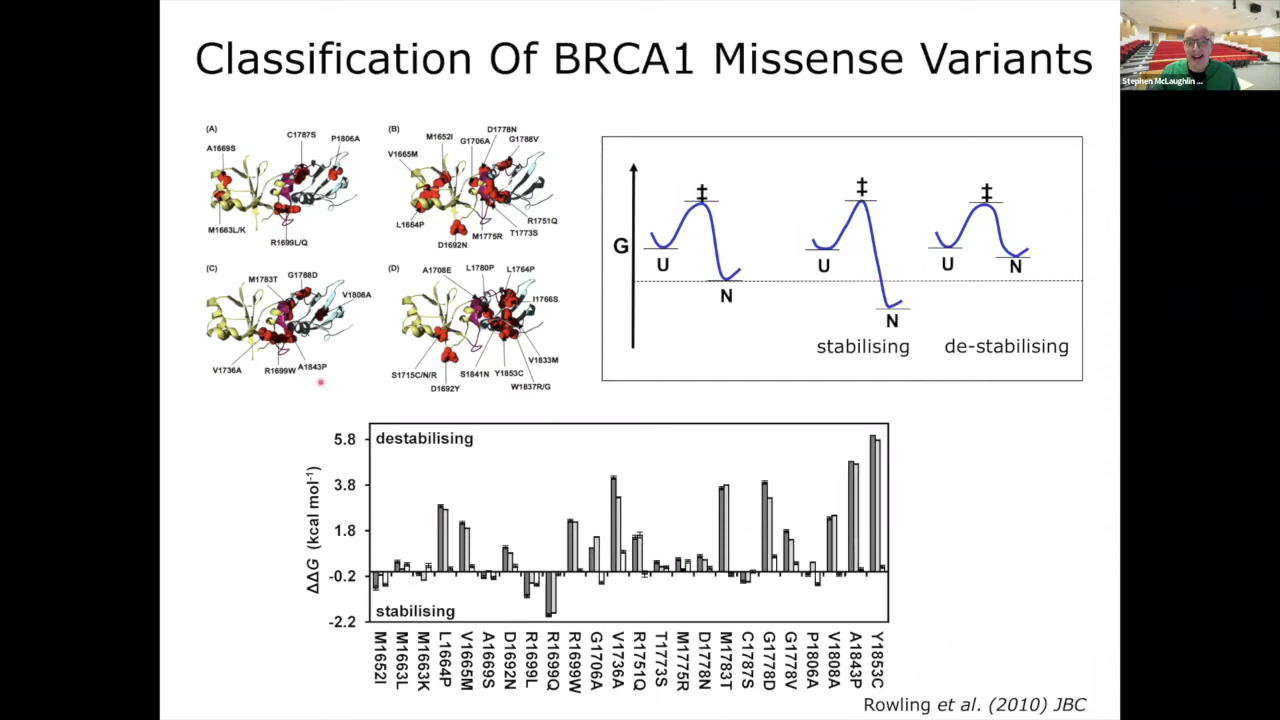 Classification Of BRCA1 Missense Variants
Stephen McLaughlin ...
(A)
C1787S
P1806A
A1669S
M1663L/K
R1699L/Q
(B)
D1778N
M1652I
G1706A
G1788V
V1665M
L1664P
R1751Q
M1775R
T1773S
D1692N
(C)
G1788D
M1783T
V1808A
V1736A
R1699W
A1843P
(D)
A1708E
L1780P
L1764P
I1766S
V1833M
S1715C/N/R
S1841N
Y1853C
D1692Y
W1837R/G
G
‡
U
N
‡
U
N
stabilising
‡
U
N
de-stabilising
ΔΔG (kcal mol-1)
5.8
3.8
1.8
-0.2
-2.2
destabilising
stabilising
M1652I
M1663L
M1663K
L1664P
V1665M
A1669S
D1692N
R1699L
R1699Q
R1699W
G1706A
V1736A
R1751Q
T1773S
M1775R
D1778N
M1783T
C1787S
G1778D
G1778V
P1806A
V1808A
A1843P
Y1853C
Rowling et al. (2010) JBC